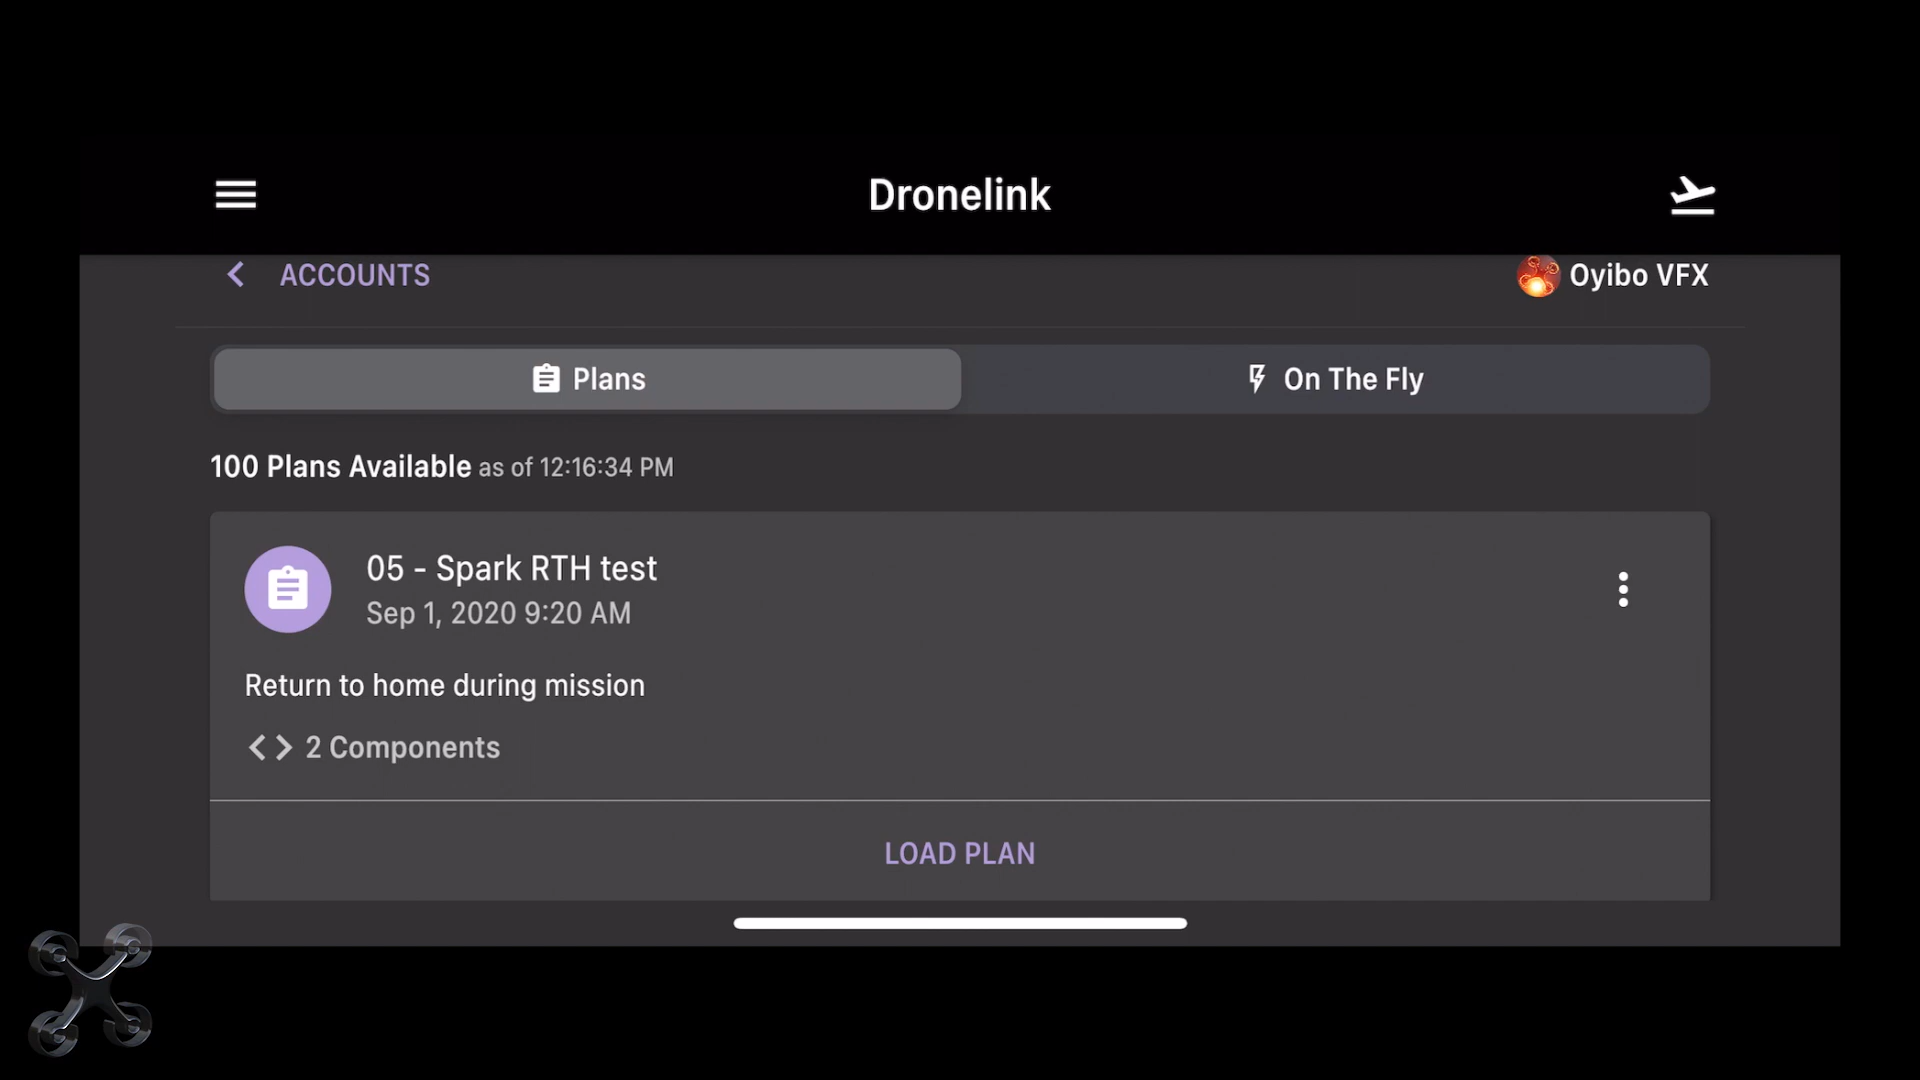 Dronelink
ACCOUNTS
Oyibo VFX
Plans
On The Fly
100 Plans Available as of 12:16:34 PM
05 - Spark RTH test
Sep 1, 2020 9:20 AM
Return to home during mission
2 Components
LOAD PLAN